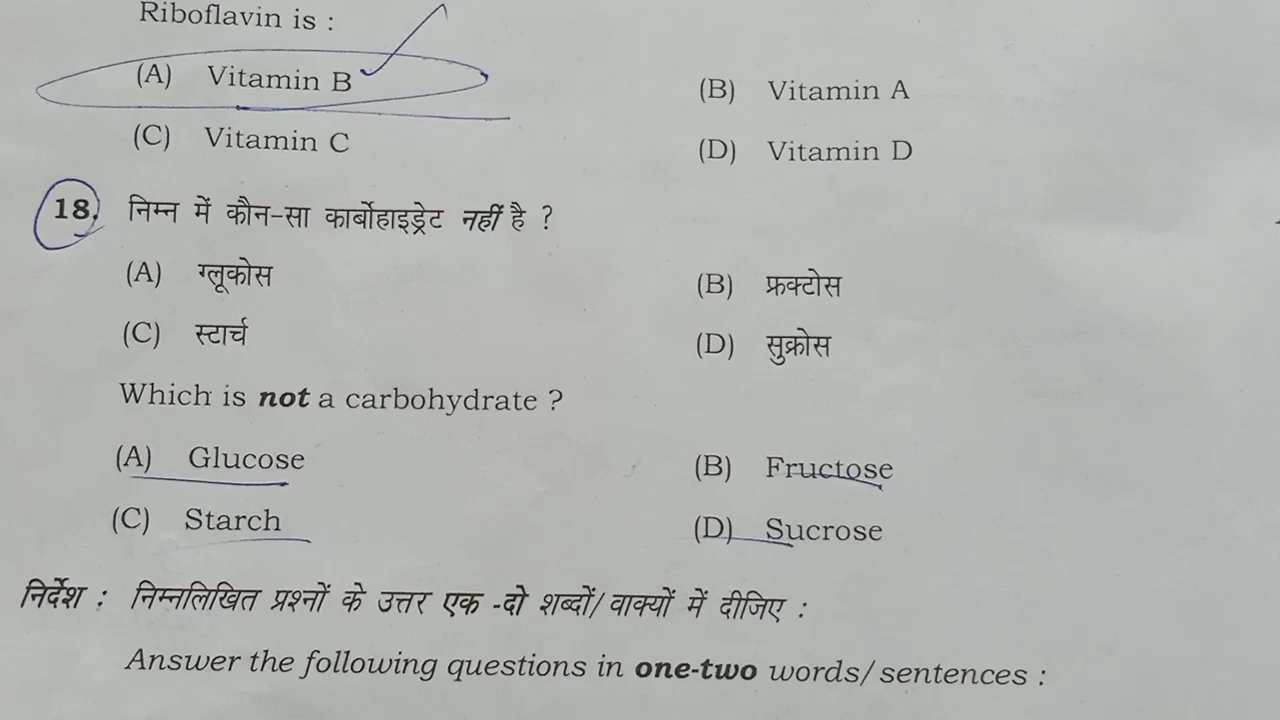 Riboflavin is :
(A) Vitamin B (B) Vitamin A
(C) Vitamin C (D) Vitamin D
18. निम्न में कौन-सा कार्बोहाइड्रेट नहीं है ?
(A) ग्लूकोस (B) फ्रक्टोस
(C) स्टार्च (D) सुक्रोस
Which is not a carbohydrate ?
(A) Glucose (B) Fructose
(C) Starch (D) Sucrose
निर्देश : निम्नलिखित प्रश्नों के उत्तर एक -दो शब्दों/ वाक्यों में दीजिए :
Answer the following questions in one-two words/ sentences :